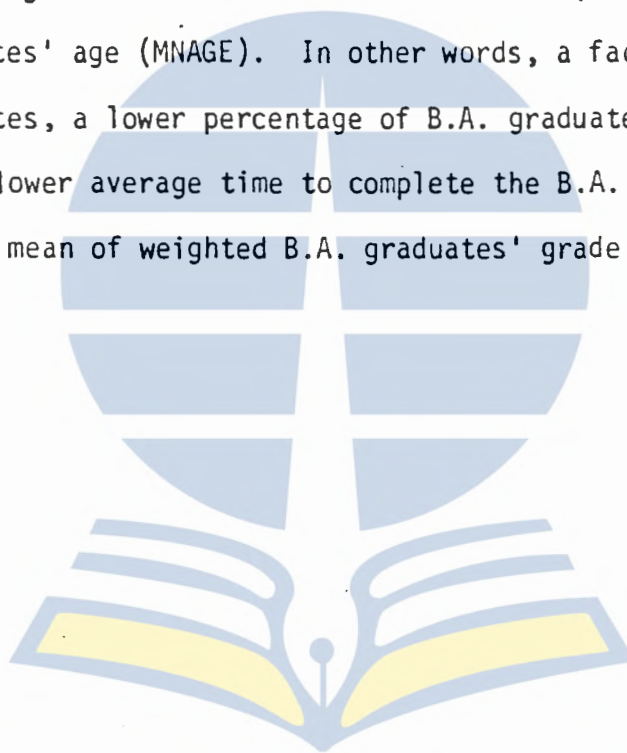 tes' age (MNAGE). In other words, a fac
tes, a lower percentage of B.A. graduate
lower average time to complete the B.A.
mean of weighted B.A. graduates' grade